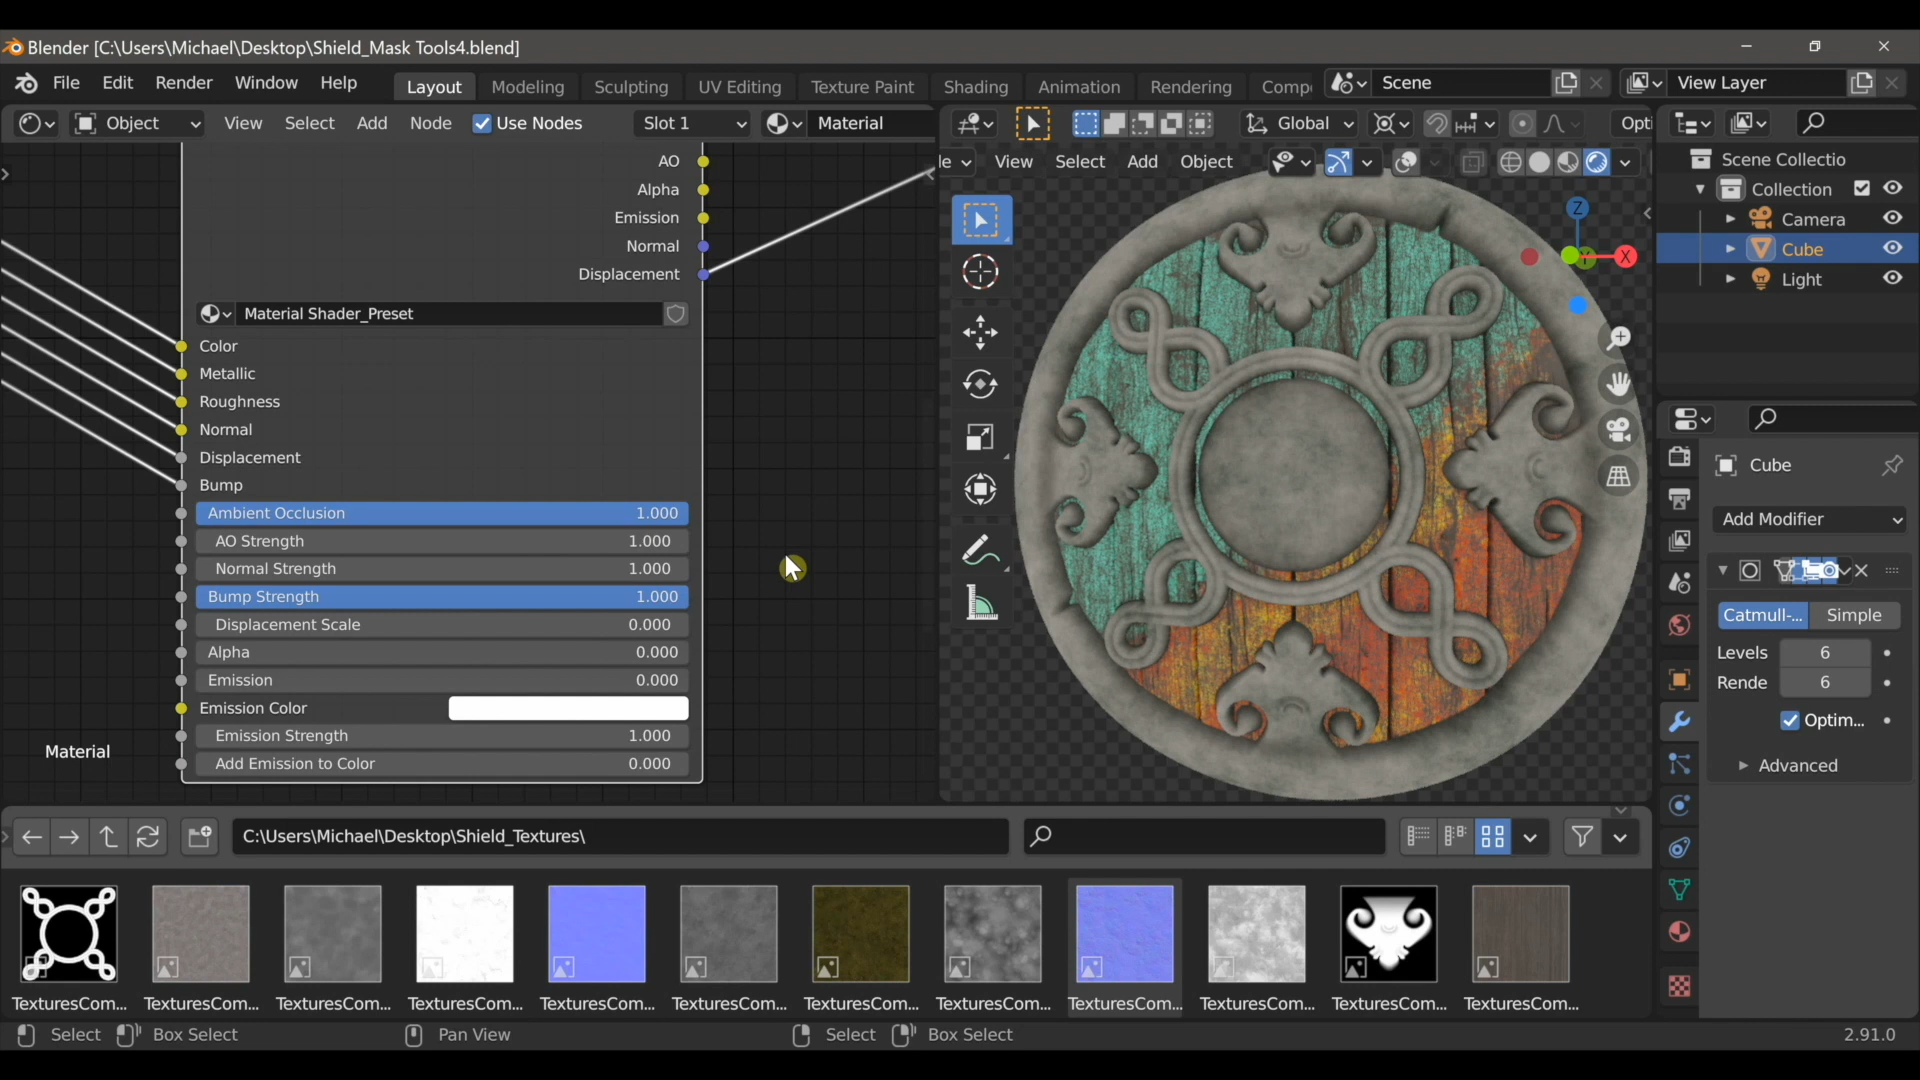 Blender [C:\Users\Michael\Desktop\Shield_Mask Tools4.blend]
File Edit Render Window Help
Layout Modeling Sculpting UV Editing Texture Paint Shading Animation Rendering Comp
Scene
View Layer
Object View Select Add Node Use Nodes Slot 1 Material
Global Opti
le View Select Add Object
Scene Collectio
Collection
Camera
Cube
Light
Z
Y
X
AO
Alpha
Emission
Normal
Displacement
Material Shader_Preset
Color
Metallic
Roughness
Normal
Displacement
Bump
Ambient Occlusion 1.000
AO Strength 1.000
Normal Strength 1.000
Bump Strength 1.000
Displacement Scale 0.000
Alpha 0.000
Emission 0.000
Emission Color
Emission Strength 1.000
Add Emission to Color 0.000
Material
Cube
Add Modifier
Catmull-... Simple
Levels 6
Rende 6
Optim...
Advanced
C:\Users\Michael\Desktop\Shield_Textures\
TexturesCom... TexturesCom... TexturesCom... TexturesCom... TexturesCom... TexturesCom... TexturesCom... TexturesCom... TexturesCom... TexturesCom... TexturesCom... TexturesCom...
Select Box Select Pan View Select Box Select 2.91.0